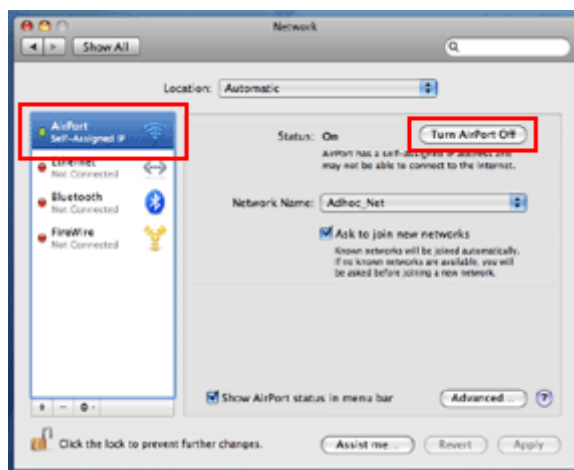 Network
Show All
Location: Automatic
AirPort
Self-Assigned IP
Status: On
Turn AirPort Off
AirPort has a self-assigned IP address and
may not be able to connect to the Internet.
Ethernet
Not Connected
Bluetooth
Not Connected
FireWire
Not Connected
Network Name: Adhoc_Net
Ask to join new networks
Known networks will be joined automatically.
If no known networks are available, you will
be asked before joining a new network.
Show AirPort status in menu bar
Advanced...
?
+ -
Click the lock to prevent further changes.
Assist me...
Revert
Apply